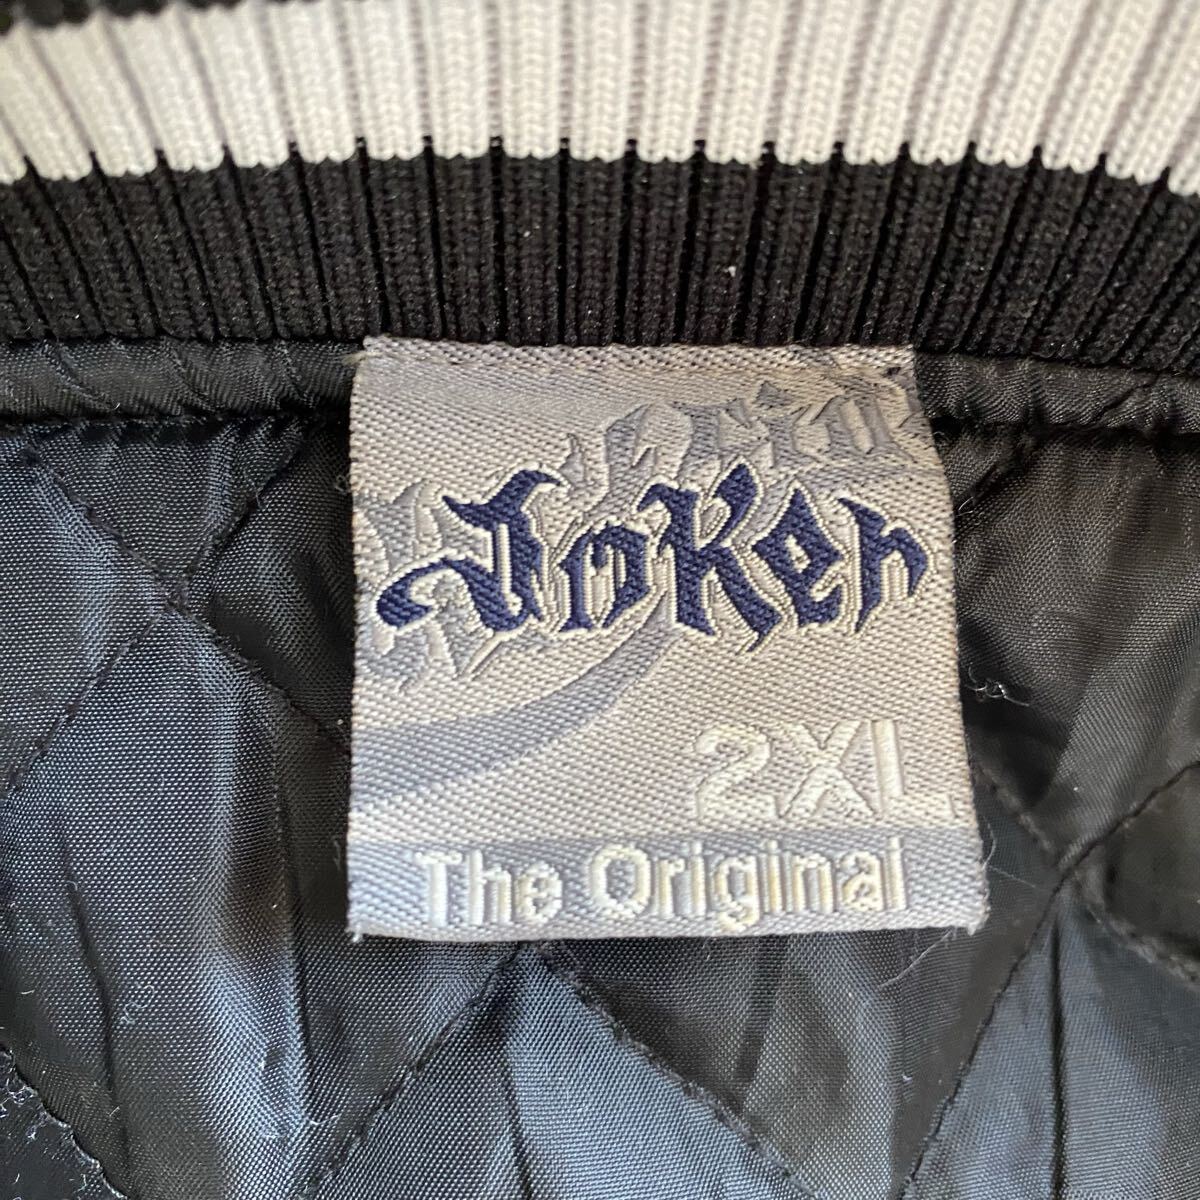 Joker
2XL
The Original